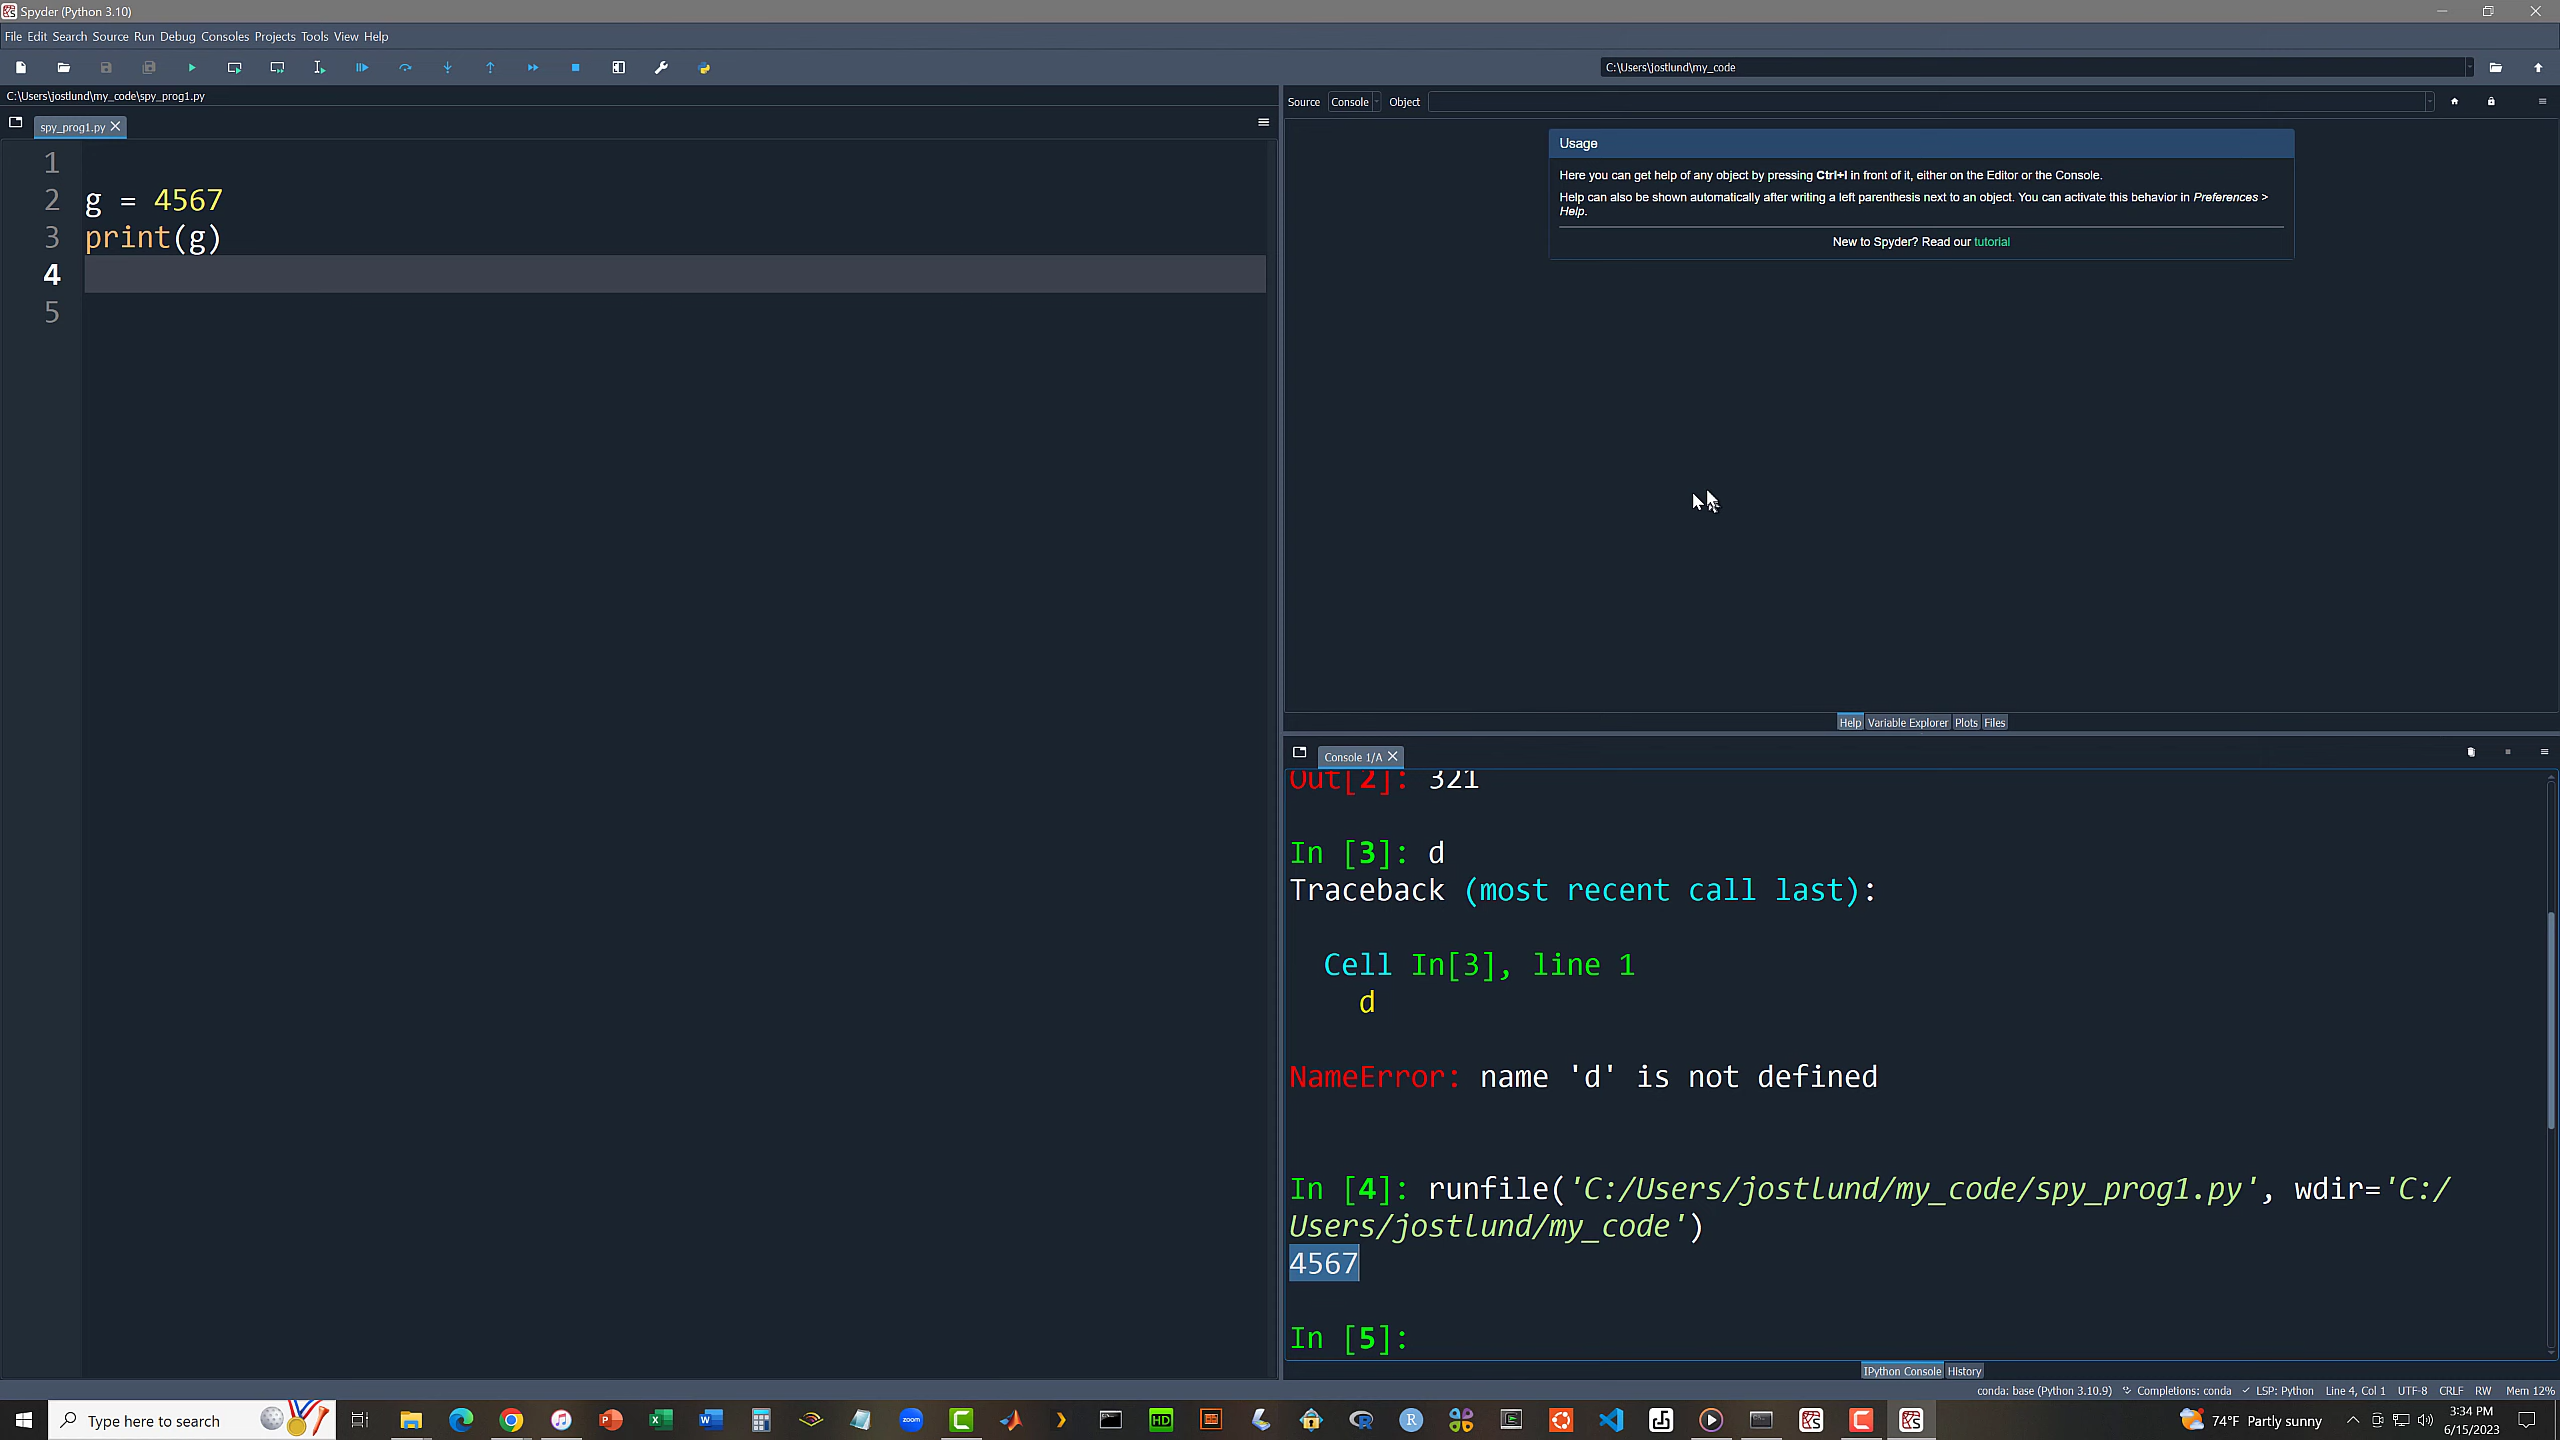 Spyder (Python 3.10)
File Edit Search Source Run Debug Consoles Projects Tools View Help
C:\Users\jostlund\my_code
C:\Users\jostlund\my_code\spy_prog1.py
spy_prog1.py
1
2 g = 4567
3 print(g)
4
5
Source Console Object
Usage
Here you can get help of any object by pressing Ctrl+I in front of it, either on the Editor or the Console.
Help can also be shown automatically after writing a left parenthesis next to an object. You can activate this behavior in Preferences >
Help.
New to Spyder? Read our tutorial
Help Variable Explorer Plots Files
Console 1/A
Out[2]: 321
In [3]: d
Traceback (most recent call last):
Cell In[3], line 1
d
NameError: name 'd' is not defined
In [4]: runfile('C:/Users/jostlund/my_code/spy_prog1.py', wdir='C:/
Users/jostlund/my_code')
4567
In [5]:
IPython Console History
conda: base (Python 3.10.9) Completions: conda LSP: Python Line 4, Col 1 UTF-8 CRLF RW Mem 12%
Type here to search
zoom
HD
R
R
74°F Partly sunny
3:34 PM
6/15/2023